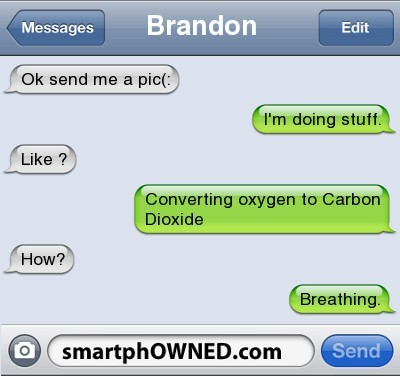 Messages
Brandon
Edit
Ok send me a pic(:
I'm doing stuff.
Like ?
Converting oxygen to Carbon
Dioxide
How?
Breathing.
smartphOWNED.com
Send